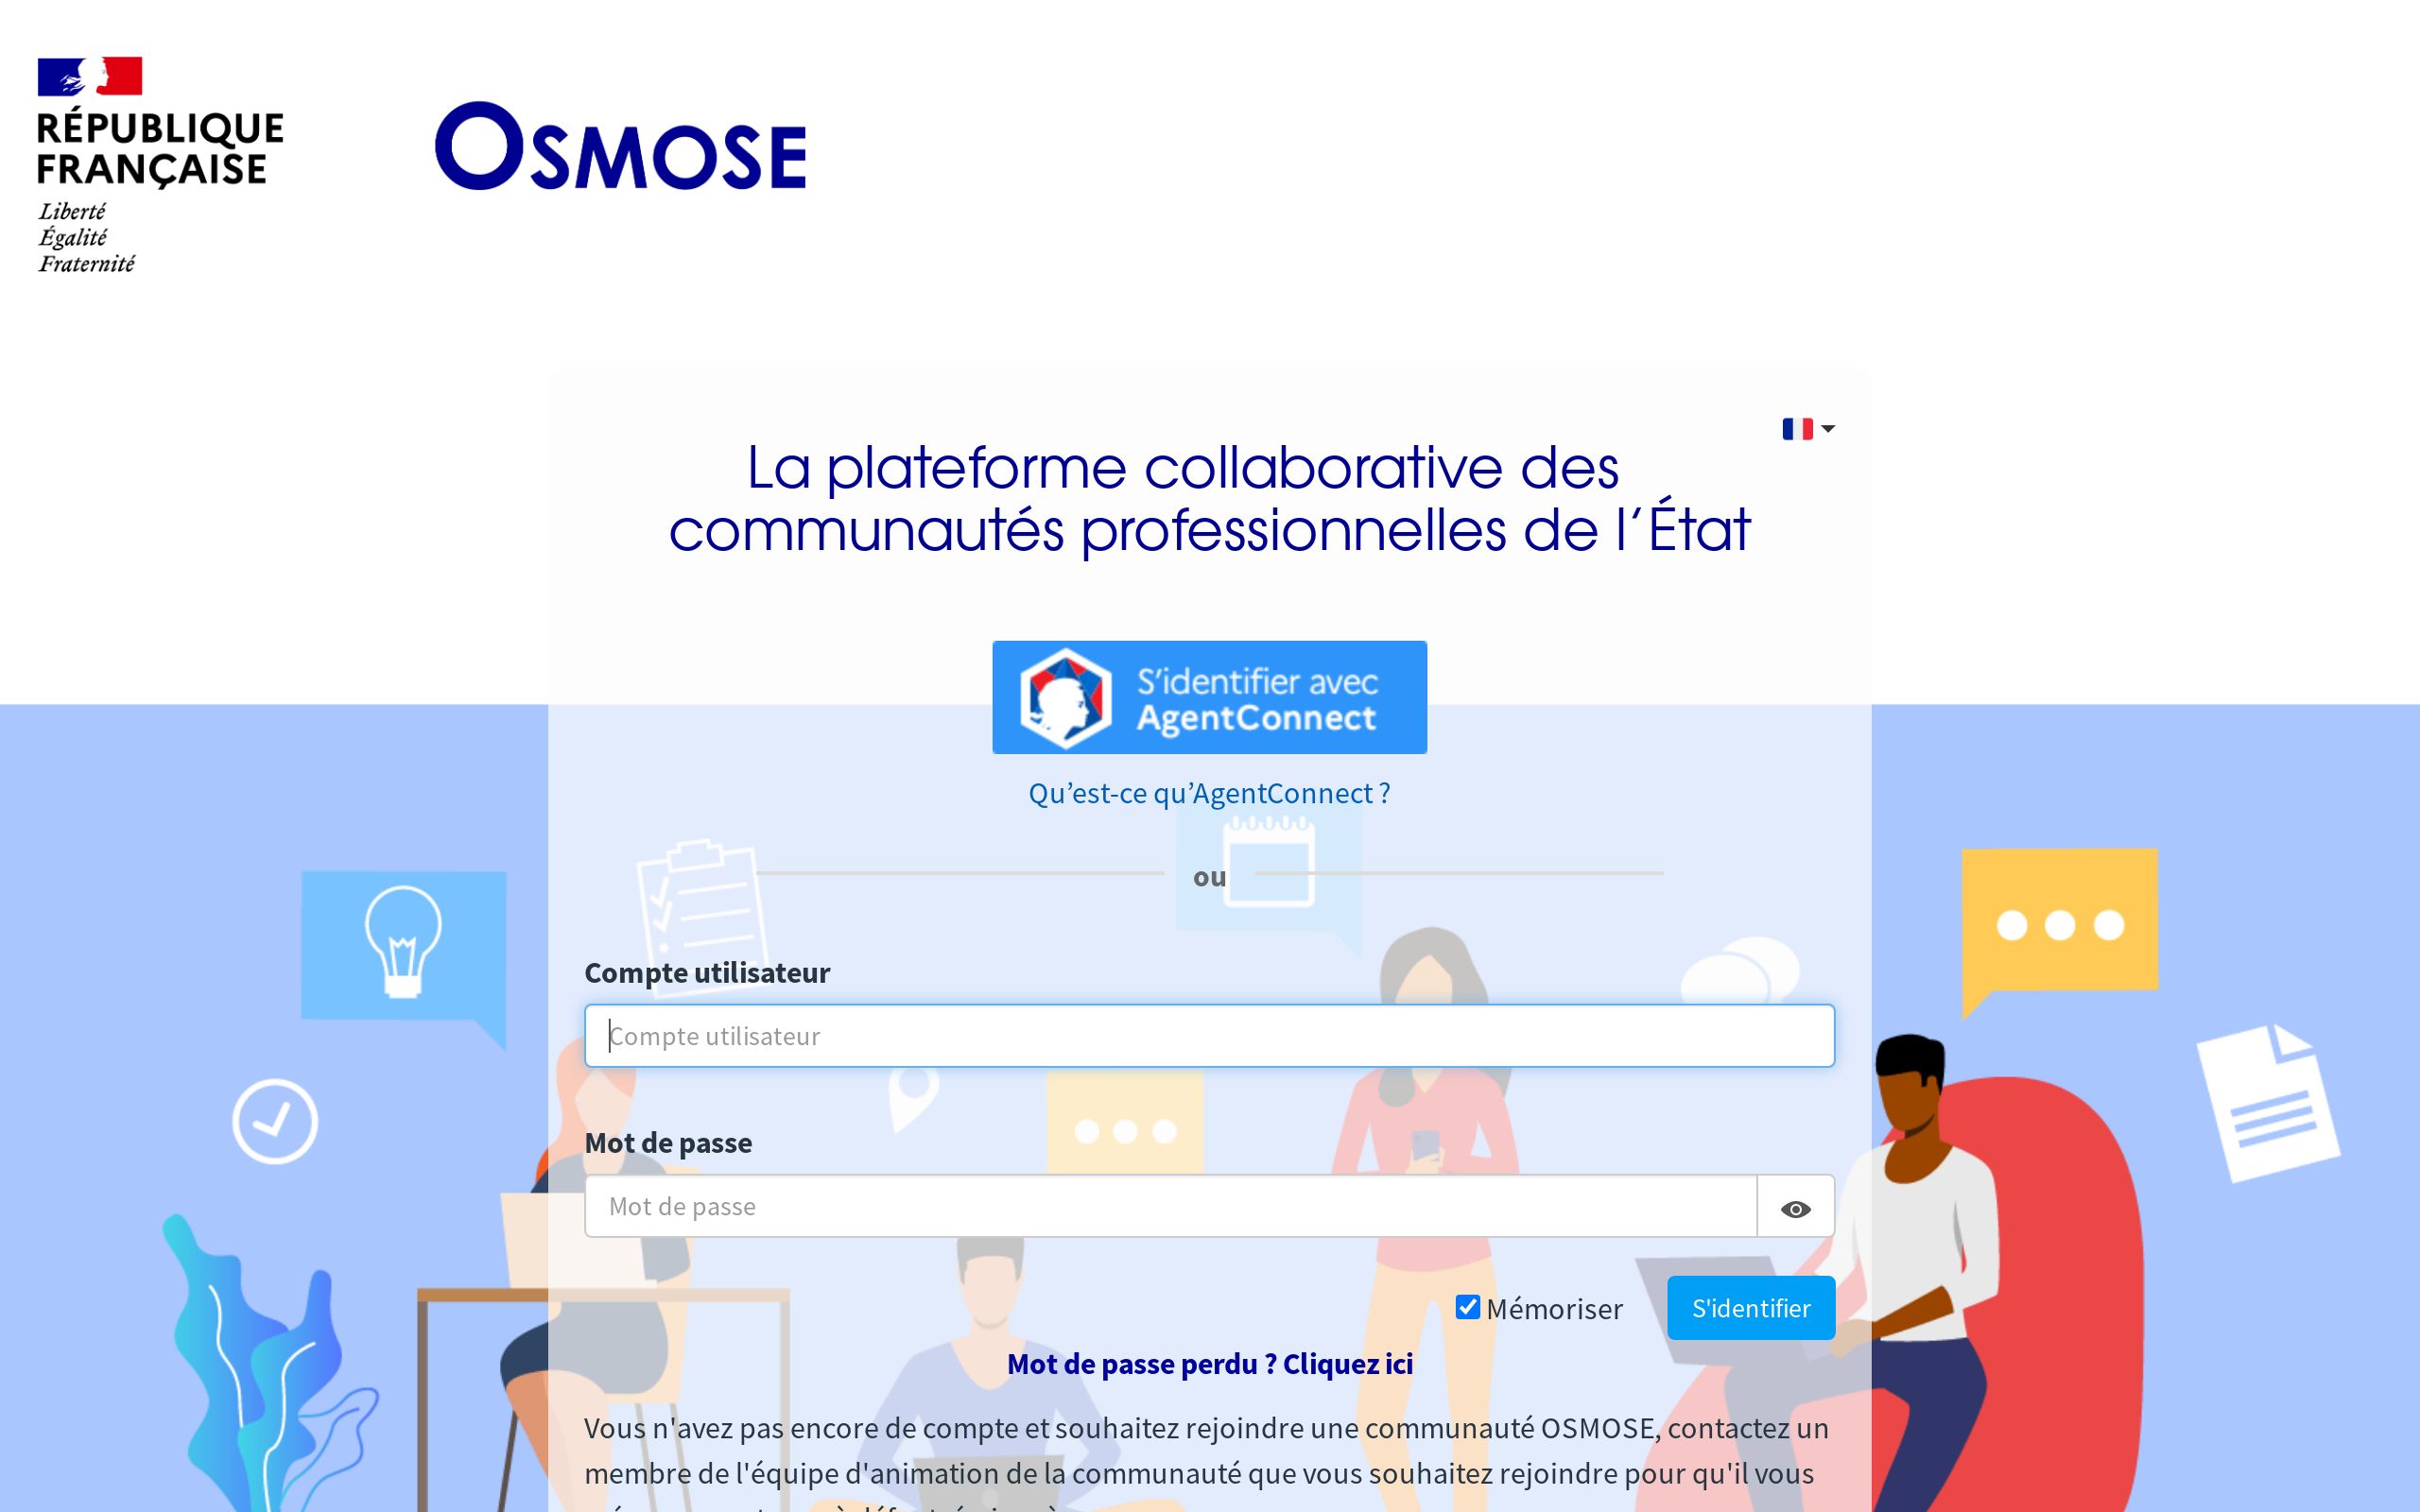 RÉPUBLIQUE
FRANÇAISE
Liberté
Égalité
Fraternité
OSMOSE
La plateforme collaborative des
communautés professionnelles de l'État
S'identifier avec
AgentConnect
Qu'est-ce qu'AgentConnect ?
ou
Compte utilisateur
Compte utilisateur
Mot de passe
Mot de passe
Mémoriser
S'identifier
Mot de passe perdu ? Cliquez ici
Vous n'avez pas encore de compte et souhaitez rejoindre une communauté OSMOSE, contactez un
membre de l'équipe d'animation de la communauté que vous souhaitez rejoindre pour qu'il vous